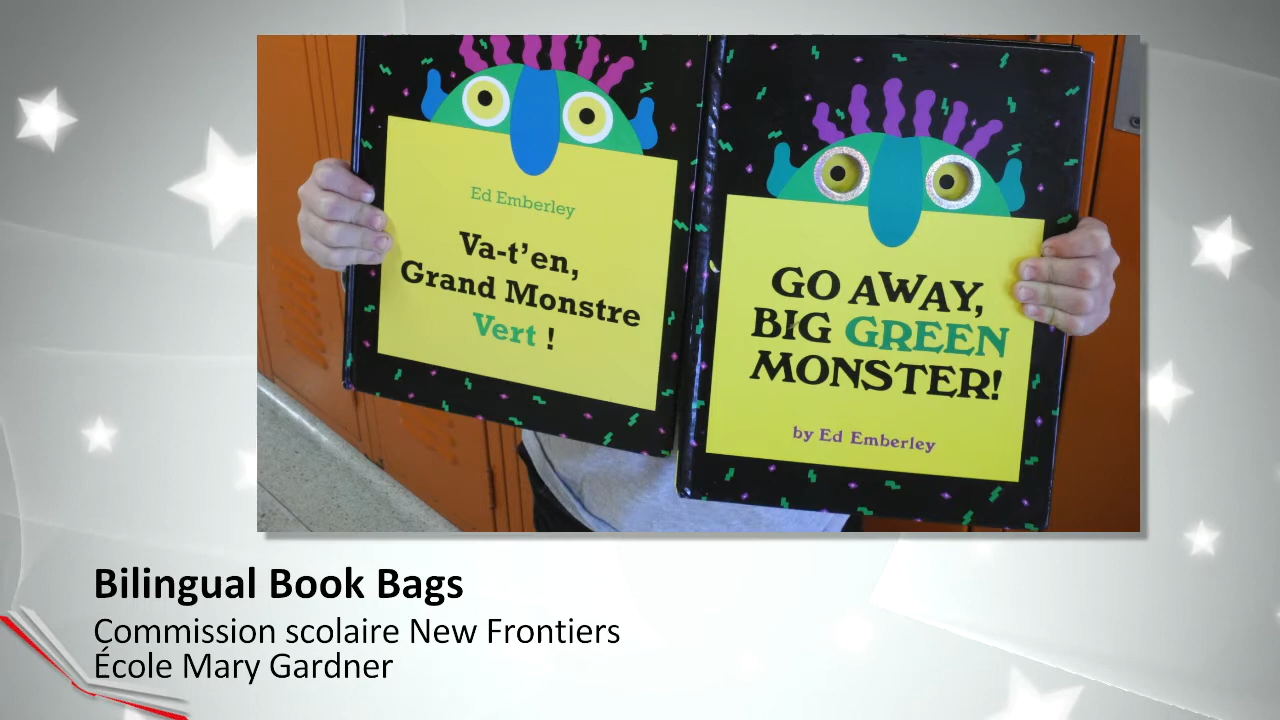 Ed Emberley
Va-t'en,
Grand Monstre
Vert !
GO AWAY,
BIG GREEN
MONSTER!
by Ed Emberley
Bilingual Book Bags
Commission scolaire New Frontiers
École Mary Gardner